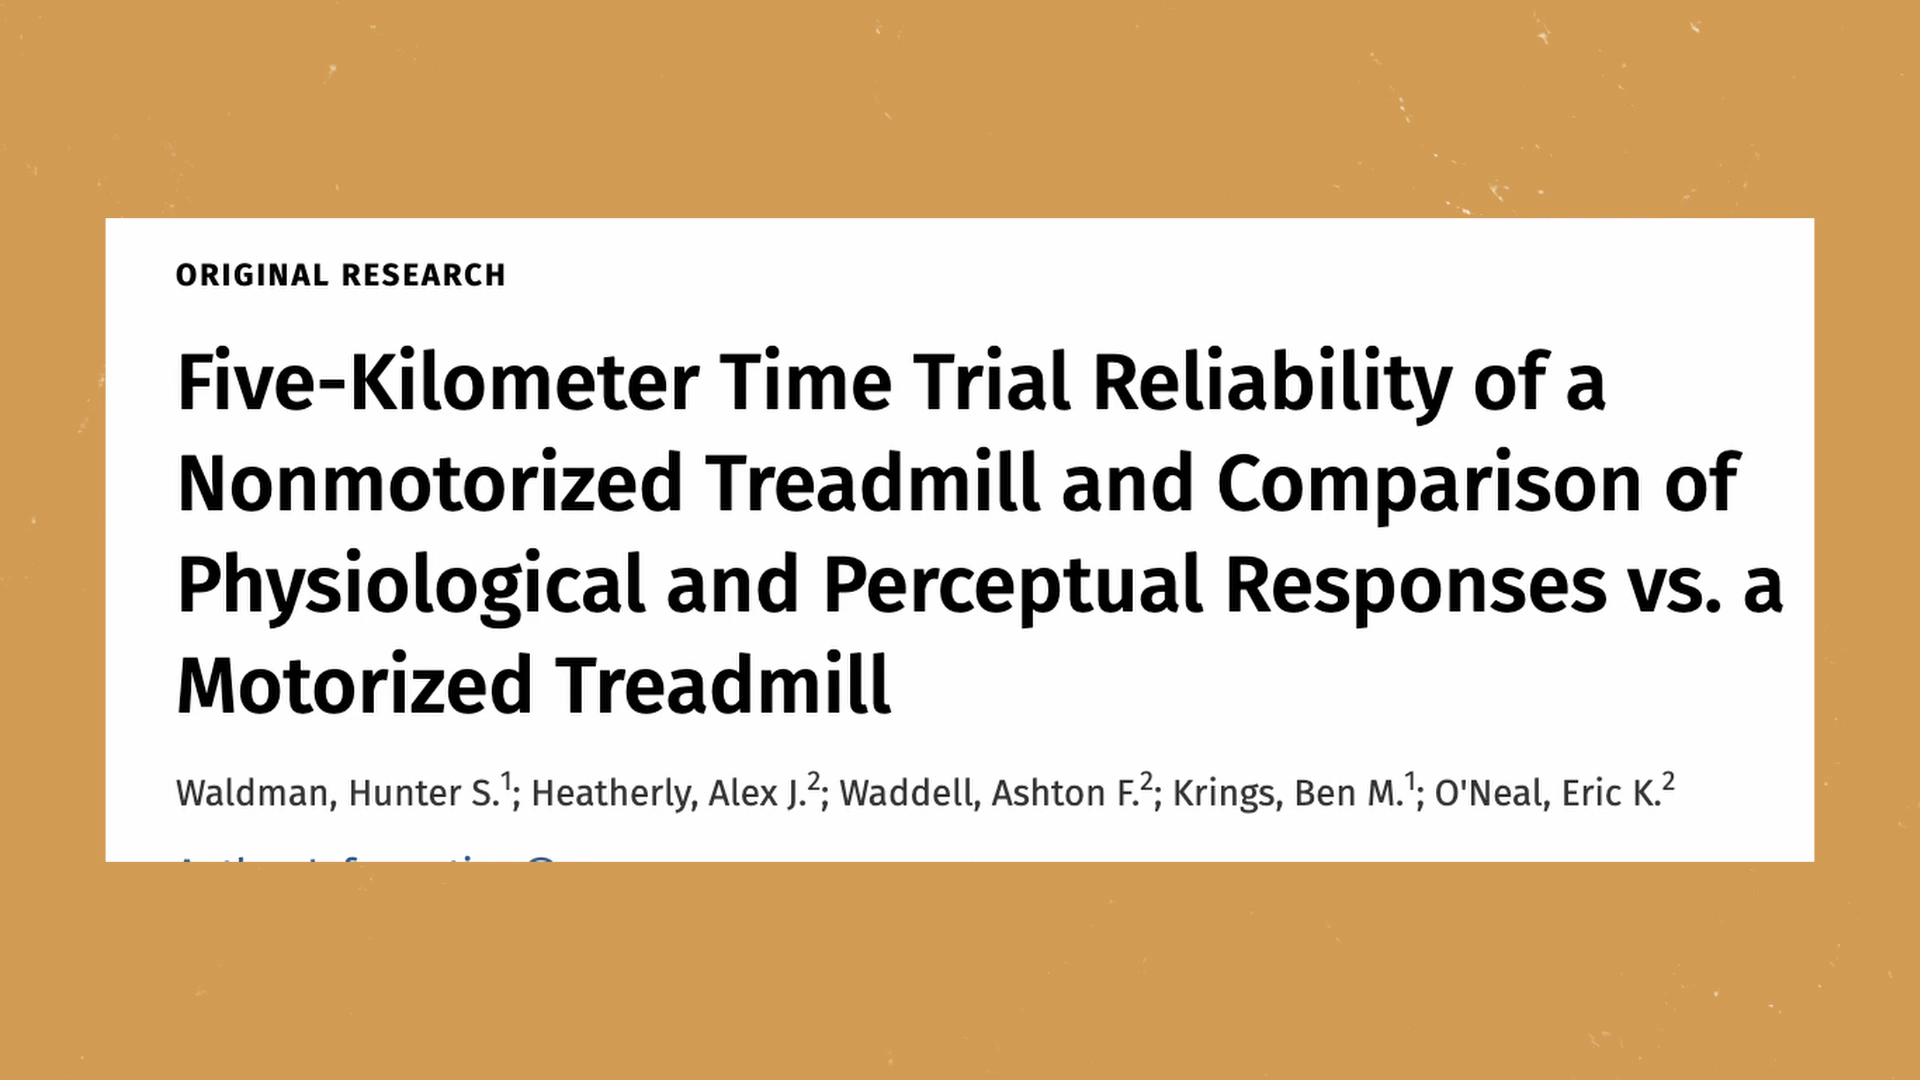 ORIGINAL RESEARCH
Five-Kilometer Time Trial Reliability of a
Nonmotorized Treadmill and Comparison of
Physiological and Perceptual Responses vs. a
Motorized Treadmill
Waldman, Hunter S.1; Heatherly, Alex J.2; Waddell, Ashton F.2; Krings, Ben M.1; O'Neal, Eric K.2